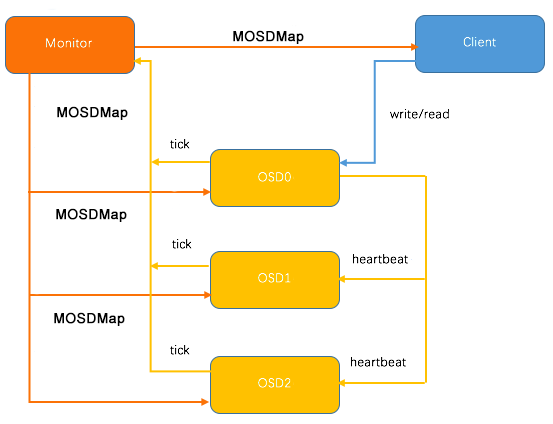 Monitor
MOSDMap
Client
MOSDMap
write/read
tick
OSD0
MOSDMap
tick
heartbeat
OSD1
MOSDMap
tick
heartbeat
OSD2